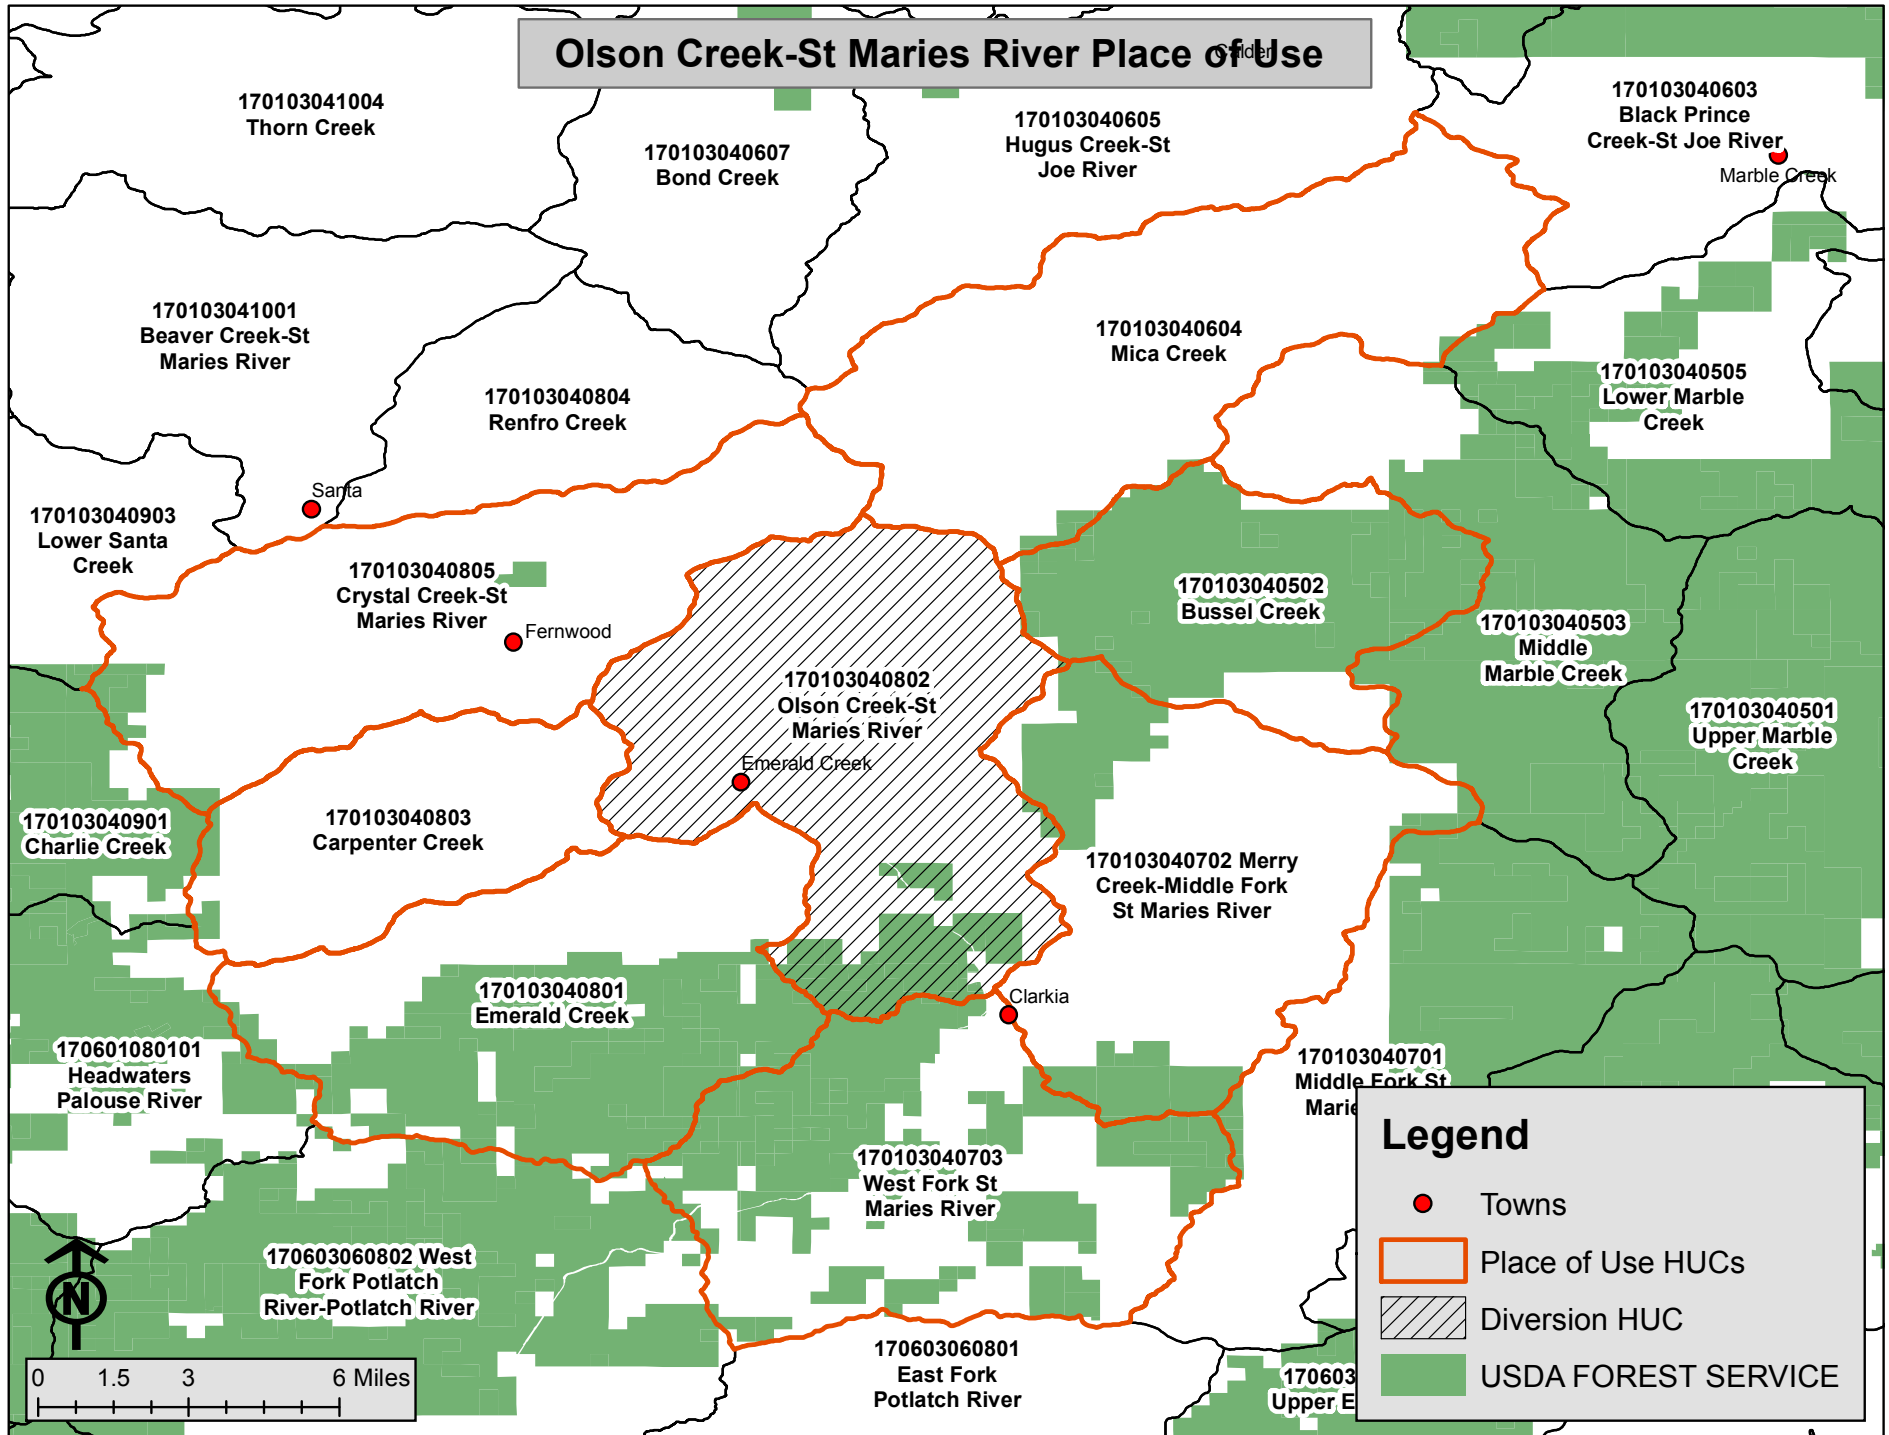 Olson Creek-St Maries River Place of Use
Calder
170103041004
Thorn Creek
170103040607
Bond Creek
170103040605
Hugus Creek-St
Joe River
170103040603
Black Prince
Creek-St Joe River
Marble Creek
170103041001
Beaver Creek-St
Maries River
170103040804
Renfro Creek
170103040604
Mica Creek
170103040505
Lower Marble
Creek
Santa
170103040903
Lower Santa
Creek
170103040805
Crystal Creek-St
Maries River
Fernwood
170103040502
Bussel Creek
170103040503
Middle
Marble Creek
170103040802
Olson Creek-St
Maries River
170103040501
Upper Marble
Creek
Emerald Creek
170103040901
Charlie Creek
170103040803
Carpenter Creek
170103040702 Merry
Creek-Middle Fork
St Maries River
170103040801
Emerald Creek
Clarkia
170601080101
Headwaters
Palouse River
170103040701
Middle Fork St
Marie
170103040703
West Fork St
Maries River
170603060802 West
Fork Potlatch
River-Potlatch River
170603060801
East Fork
Potlatch River
170603
Upper E
N
0 1.5 3 6 Miles
Legend
Towns
Place of Use HUCs
Diversion HUC
USDA FOREST SERVICE